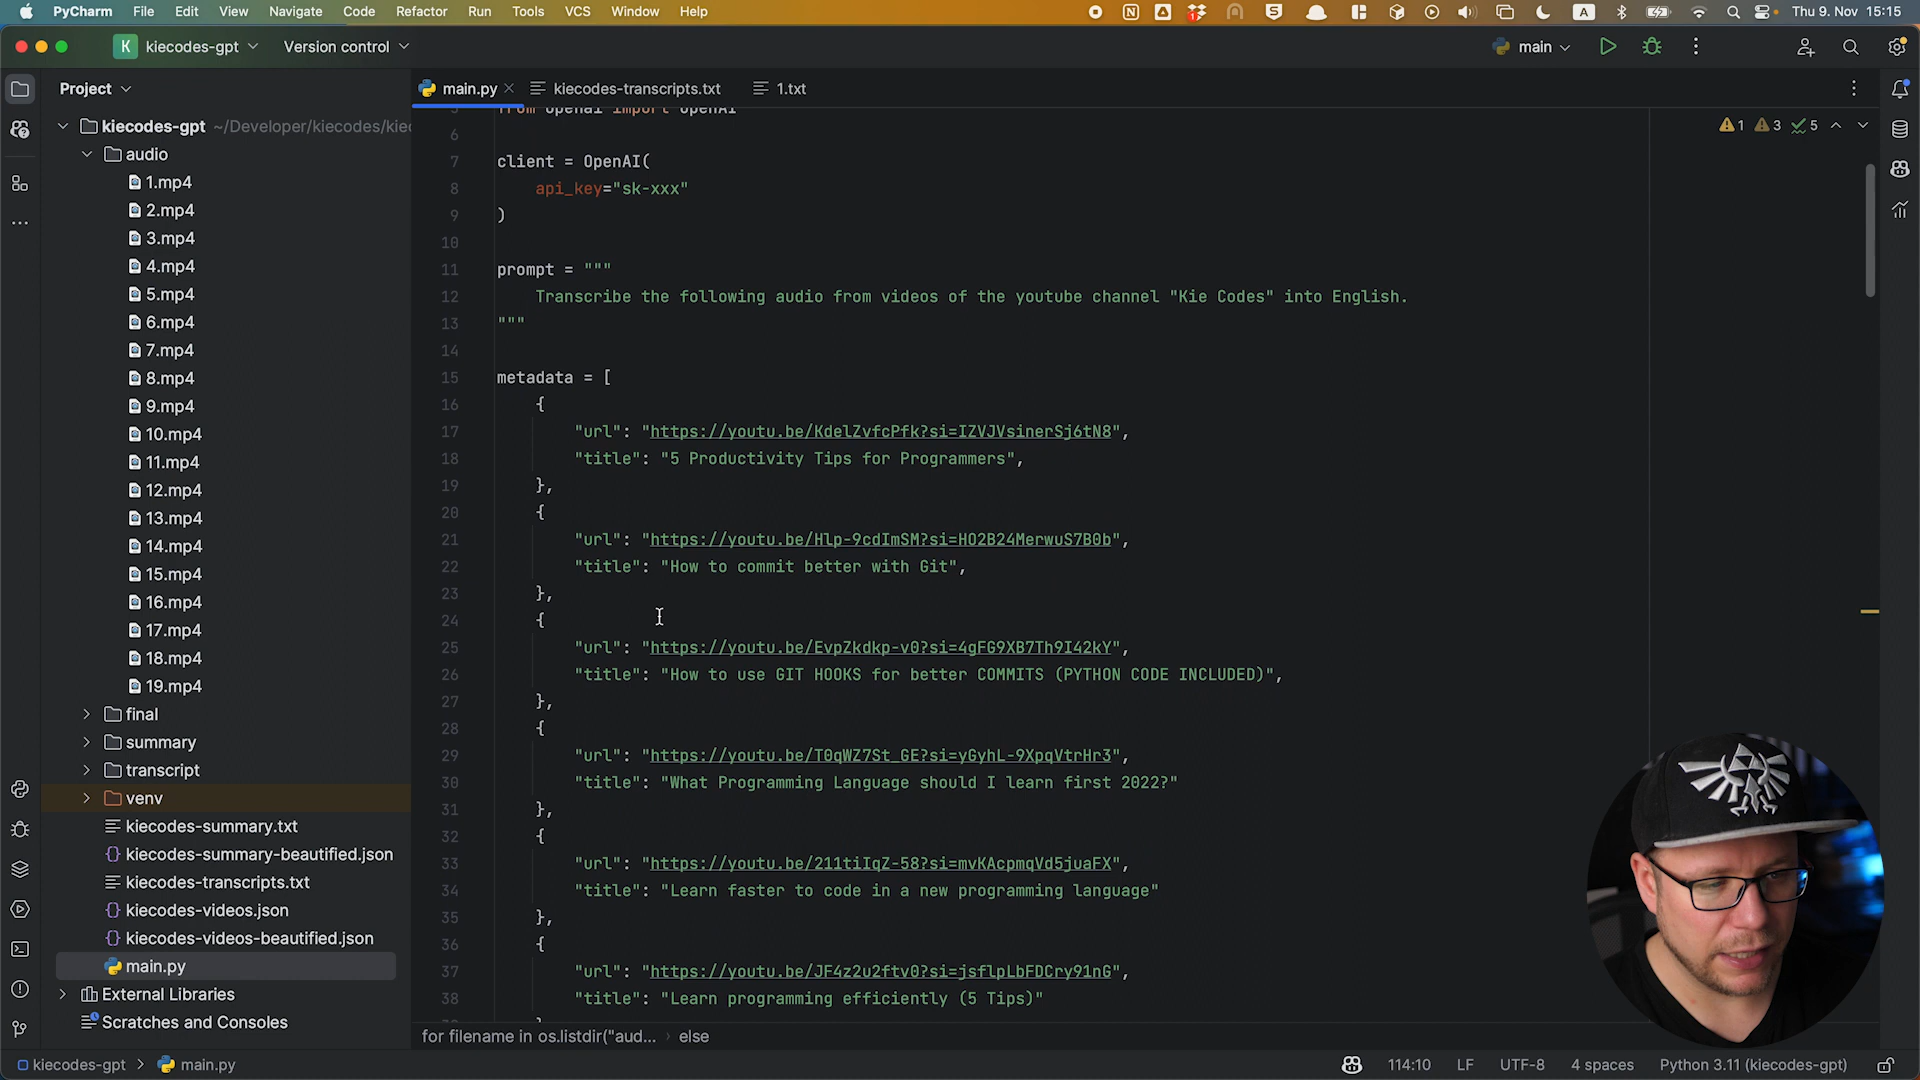 PyCharm File Edit View Navigate Code Refactor Run Tools VCS Window Help
A Thu 9. Nov 15:15
K kiecodes-gpt Version control main
Project
main.py kiecodes-transcripts.txt 1.txt
kiecodes-gpt ~/Developer/kiecodes/kiec
audio
1.mp4
2.mp4
3.mp4
4.mp4
5.mp4
6.mp4
7.mp4
8.mp4
9.mp4
10.mp4
11.mp4
12.mp4
13.mp4
14.mp4
15.mp4
16.mp4
17.mp4
18.mp4
19.mp4
final
summary
transcript
venv
kiecodes-summary.txt
kiecodes-summary-beautified.json
kiecodes-transcripts.txt
kiecodes-videos.json
kiecodes-videos-beautified.json
main.py
External Libraries
Scratches and Consoles
1 3 5
5 from openai import OpenAI
6
7 client = OpenAI(
8 api_key="sk-xxx"
9 )
10
11 prompt = """
12 Transcribe the following audio from videos of the youtube channel "Kie Codes" into English.
13 """
14
15 metadata = [
16 {
17 "url": "https://youtu.be/KdelZvfcPfk?si=IZVJVsinerSj6tN8",
18 "title": "5 Productivity Tips for Programmers",
19 },
20 {
21 "url": "https://youtu.be/Hlp-9cdImSM?si=HO2B24MerwuS7B0b",
22 "title": "How to commit better with Git",
23 },
24 {
25 "url": "https://youtu.be/EvpZkdkp-v0?si=4gFG9XB7Th9I42kY",
26 "title": "How to use GIT HOOKS for better COMMITS (PYTHON CODE INCLUDED)",
27 },
28 {
29 "url": "https://youtu.be/T0qWZ7St_GE?si=yGyhL-9XpqVtrHr3",
30 "title": "What Programming Language should I learn first 2022?"
31 },
32 {
33 "url": "https://youtu.be/211tiIqZ-58?si=mvKAcpmqVd5juaFX",
34 "title": "Learn faster to code in a new programming language"
35 },
36 {
37 "url": "https://youtu.be/JF4z2u2ftv0?si=jsflpLbFDCry91nG",
38 "title": "Learn programming efficiently (5 Tips)"
for filename in os.listdir("aud... › else
kiecodes-gpt › main.py
114:10 LF UTF-8 4 spaces Python 3.11 (kiecodes-gpt)